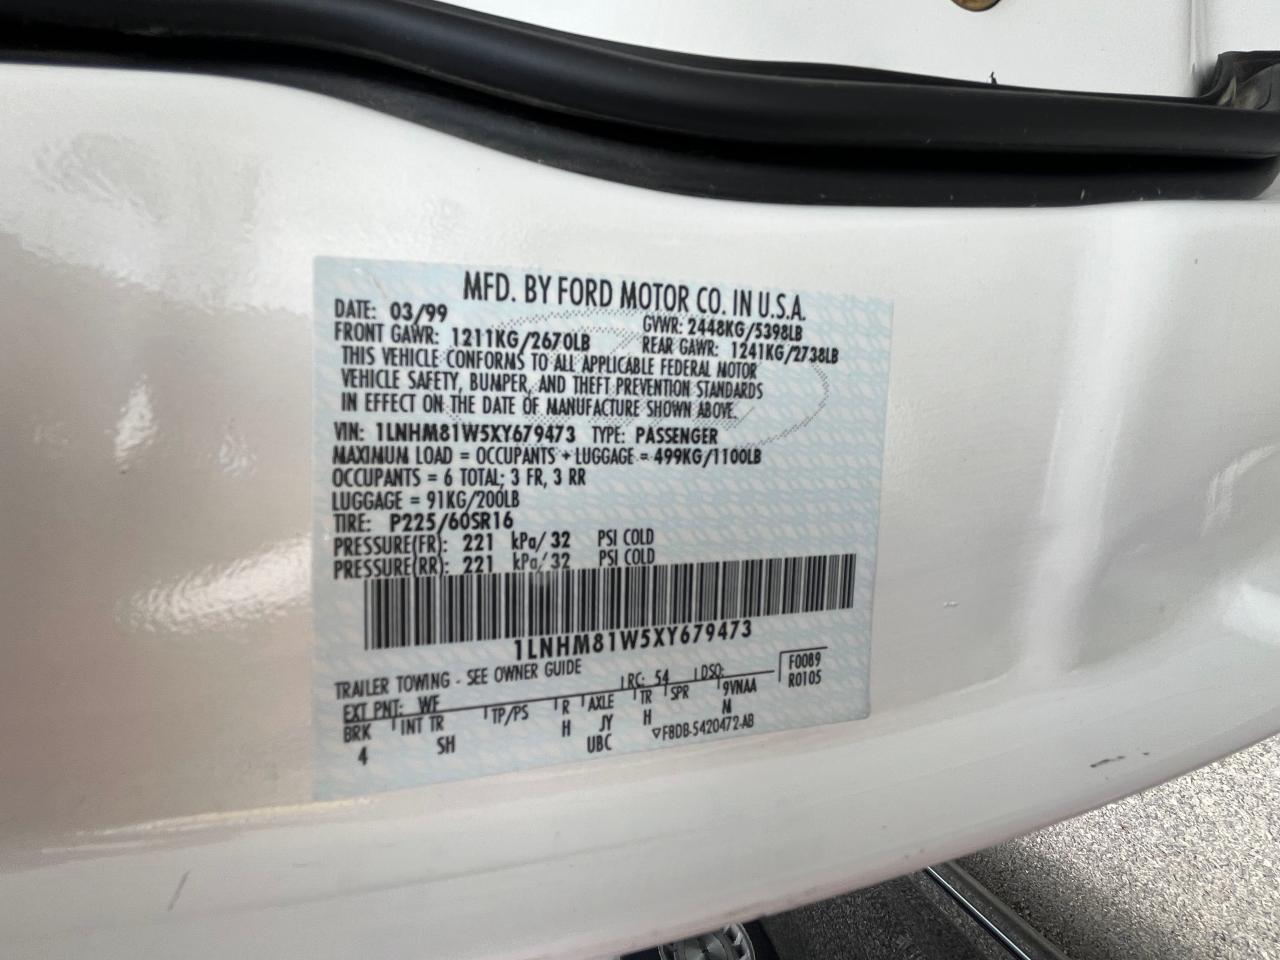 MFD. BY FORD MOTOR CO. IN U.S.A.
DATE: 03/99 GVWR: 2448KG/5398LB
FRONT GAWR: 1211KG/2670LB REAR GAWR: 1241KG/2738LB
THIS VEHICLE CONFORMS TO ALL APPLICABLE FEDERAL MOTOR
VEHICLE SAFETY, BUMPER, AND THEFT PREVENTION STANDARDS
IN EFFECT ON THE DATE OF MANUFACTURE SHOWN ABOVE.
VIN: 1LNHM81W5XY679473 TYPE: PASSENGER
MAXIMUM LOAD = OCCUPANTS + LUGGAGE = 499KG/1100LB
OCCUPANTS = 6 TOTAL; 3 FR, 3 RR
LUGGAGE = 91KG/200LB
TIRE: P225/60SR16
PRESSURE(FR): 221 kPa/32 PSI COLD
PRESSURE(RR): 221 kPa/32 PSI COLD
1LNHM81W5XY679473
TRAILER TOWING - SEE OWNER GUIDE
EXT PNT: WF RC: 54 DSO: F0089
R0105
BRK INT TR TP/PS R AXLE TR SPR 9VNAA
4 SH H JY H N
UBC ▽F8DB-5420472-AB